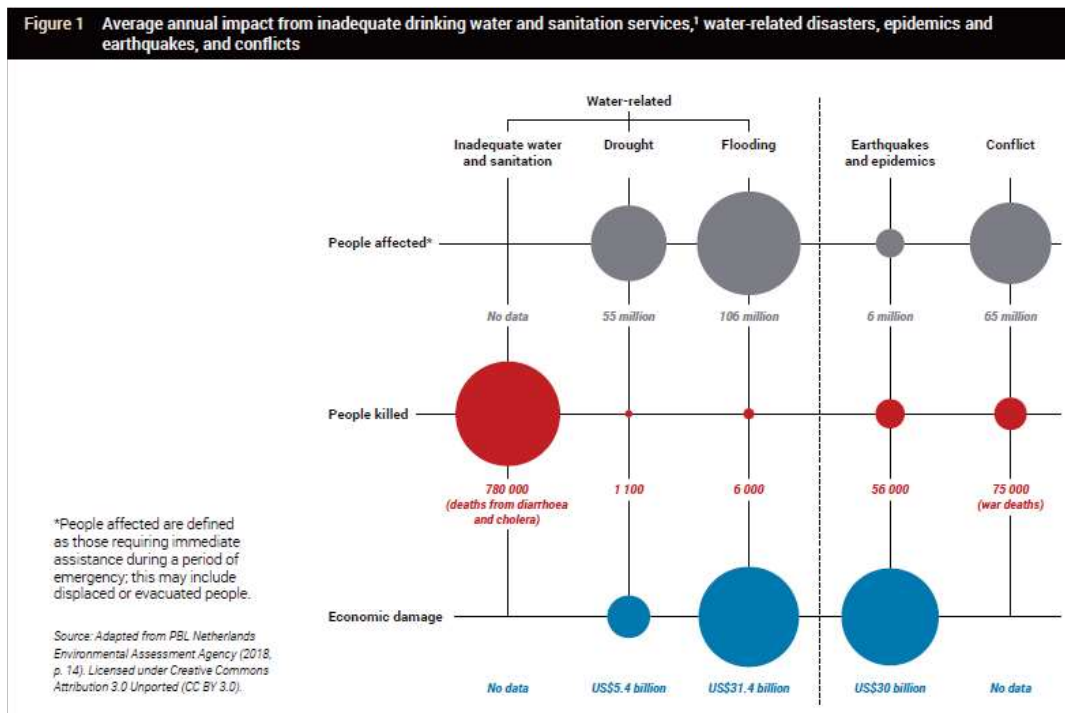 Figure 1 Average annual impact from inadequate drinking water and sanitation services,¹ water-related disasters, epidemics and
earthquakes, and conflicts
Water-related
Inadequate water
and sanitation
Drought
Flooding
Earthquakes
and epidemics
Conflict
People affected*
No data
55 million
106 million
6 million
65 million
People killed
780 000
(deaths from diarrhoea
and cholera)
1 100
6 000
56 000
75 000
(war deaths)
*People affected are defined
as those requiring immediate
assistance during a period of
emergency; this may include
displaced or evacuated people.
Economic damage
Source: Adapted from PBL Netherlands
Environmental Assessment Agency (2018,
p. 14). Licensed under Creative Commons
Attribution 3.0 Unported (CC BY 3.0).
No data
US$5.4 billion
US$31.4 billion
US$30 billion
No data